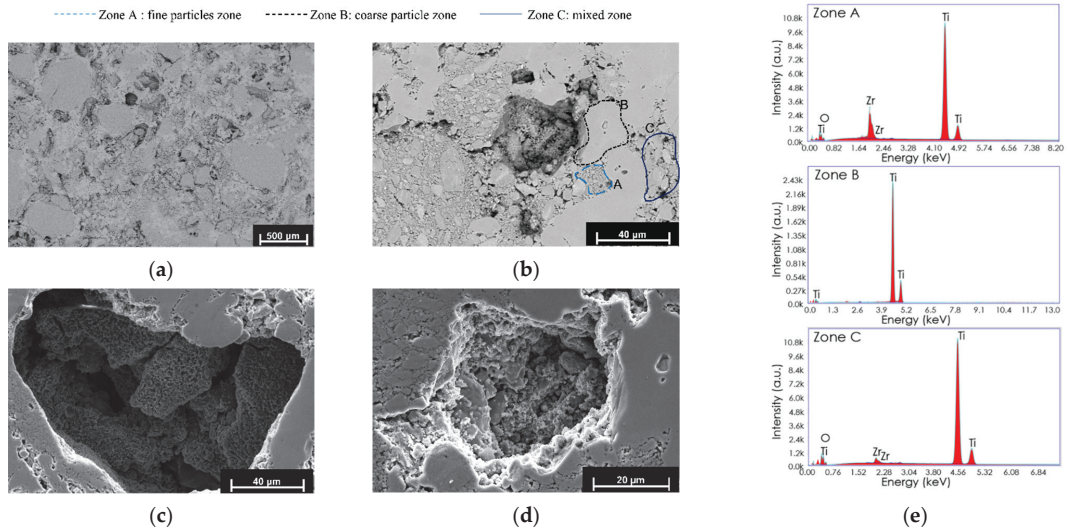 Zone A : fine particles zone Zone B: coarse particle zone Zone C: mixed zone
500 µm
(a)
B
C
A
40 µm
(b)
40 µm
(c)
20 µm
(d)
Zone A
Intensity (a.u.)
10.8k
9.6k
8.4k
7.2k
6.0k
4.8k
3.6k
2.4k
1.2k
0.0k
O
Ti
Zr
Zr
Ti
Ti
0.00 0.82 1.64 2.46 3.28 4.10 4.92 5.74 6.56 7.38 8.20
Energy (keV)
Zone B
Intensity (a.u.)
2.43k
2.16k
1.89k
1.62k
1.35k
1.08k
0.81k
0.54k
0.27k
0.0k
Ti
Ti
Ti
0.00 1.3 2.6 3.9 5.2 6.5 7.8 9.1 10.4 11.7 13.0
Energy (keV)
Zone C
Intensity (a.u.)
10.8k
9.6k
8.4k
7.2k
6.0k
4.8k
3.6k
2.4k
1.2k
0.0k
O
Ti
Zr
Zr
Ti
Ti
0.00 0.76 1.52 2.28 3.04 3.80 4.56 5.32 6.08 6.84
Energy (keV)
(e)